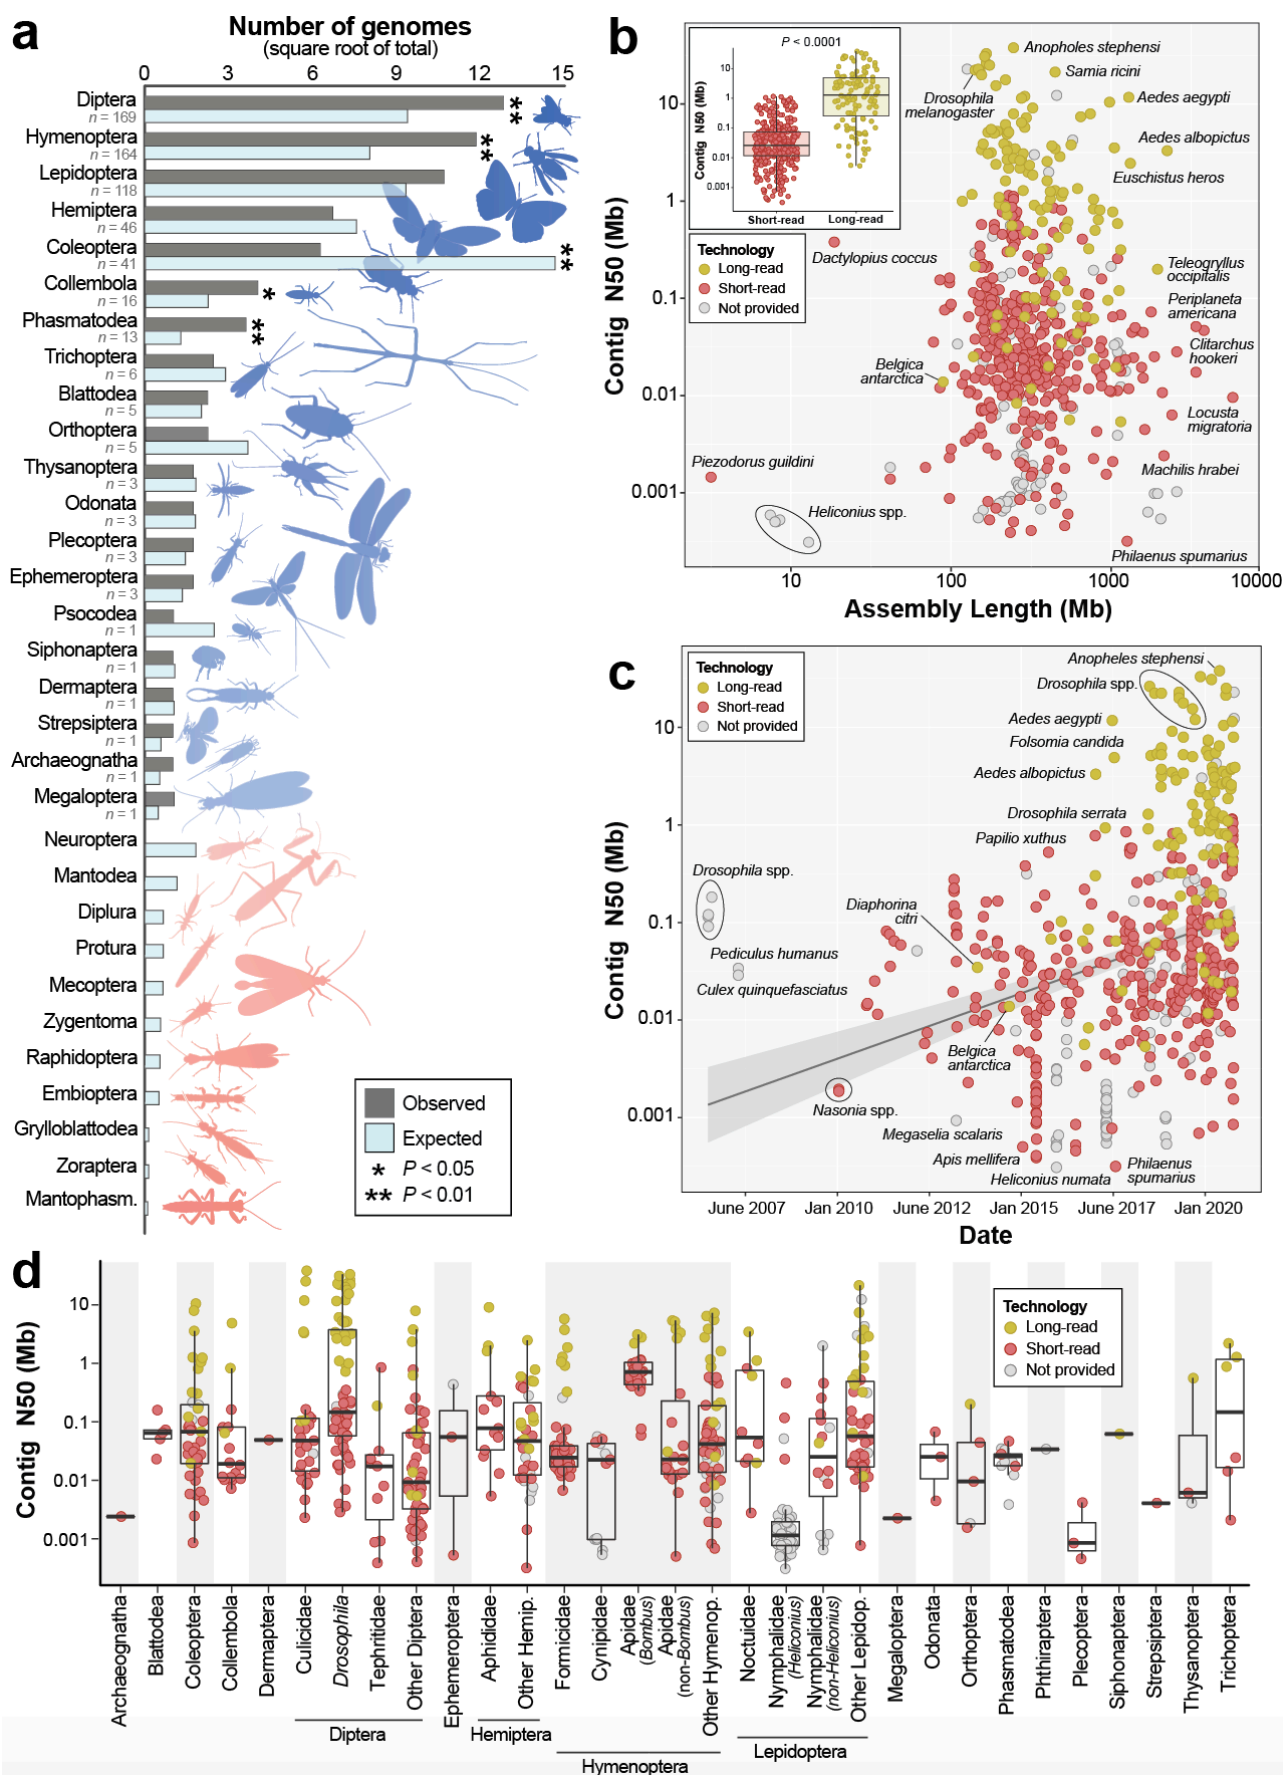 a
Number of genomes
(square root of total)
0 3 6 9 12 15
Diptera
n = 169
**
Hymenoptera
n = 164
**
Lepidoptera
n = 118
Hemiptera
n = 46
Coleoptera
n = 41
**
Collembola
n = 16
*
Phasmatodea
n = 13
**
Trichoptera
n = 6
Blattodea
n = 5
Orthoptera
n = 5
Thysanoptera
n = 3
Odonata
n = 3
Plecoptera
n = 3
Ephemeroptera
n = 3
Psocodea
n = 1
Siphonaptera
n = 1
Dermaptera
n = 1
Strepsiptera
n = 1
Archaeognatha
n = 1
Megaloptera
n = 1
Neuroptera
Mantodea
Diplura
Protura
Mecoptera
Zygentoma
Raphidoptera
Embioptera
Grylloblattodea
Zoraptera
Mantophasm.
Observed
Expected
* P < 0.05
** P < 0.01
b
Contig N50 (Mb)
10
1
0.1
0.01
0.001
P < 0.0001
Contig N50 (Mb)
10
1
0.1
0.01
0.001
Short-read Long-read
Technology
Long-read
Short-read
Not provided
Anopholes stephensi
Samia ricini
Drosophila
melanogaster
Aedes aegypti
Aedes albopictus
Euschistus heros
Dactylopius coccus
Teleogryllus
occipitalis
Periplaneta
americana
Clitarchus
hookeri
Belgica
antarctica
Locusta
migratoria
Piezodorus guildini
Machilis hrabei
Heliconius spp.
Philaenus spumarius
10 100 1000 10000
Assembly Length (Mb)
c
Contig N50 (Mb)
10
1
0.1
0.01
0.001
Technology
Long-read
Short-read
Not provided
Anopheles stephensi
Drosophila spp.
Aedes aegypti
Folsomia candida
Aedes albopictus
Drosophila serrata
Papilio xuthus
Drosophila spp.
Diaphorina
citri
Pediculus humanus
Culex quinquefasciatus
Belgica
antarctica
Nasonia spp.
Megaselia scalaris
Apis mellifera
Heliconius numata
Philaenus
spumarius
June 2007 Jan 2010 June 2012 Jan 2015 June 2017 Jan 2020
Date
d
Contig N50 (Mb)
10
1
0.1
0.01
0.001
Technology
Long-read
Short-read
Not provided
Archaeognatha
Blattodea
Coleoptera
Collembola
Dermaptera
Culicidae
Drosophila
Tephritidae
Other Diptera
Ephemeroptera
Aphididae
Other Hemip.
Formicidae
Cynipidae
Apidae
(Bombus)
Apidae
(non-Bombus)
Other Hymenop.
Noctuidae
Nymphalidae
(Heliconius)
Nymphalidae
(non-Heliconius)
Other Lepidop.
Megaloptera
Odonata
Orthoptera
Phasmatodea
Phthiraptera
Plecoptera
Siphonaptera
Strepsiptera
Thysanoptera
Trichoptera
Diptera
Hemiptera
Hymenoptera
Lepidoptera